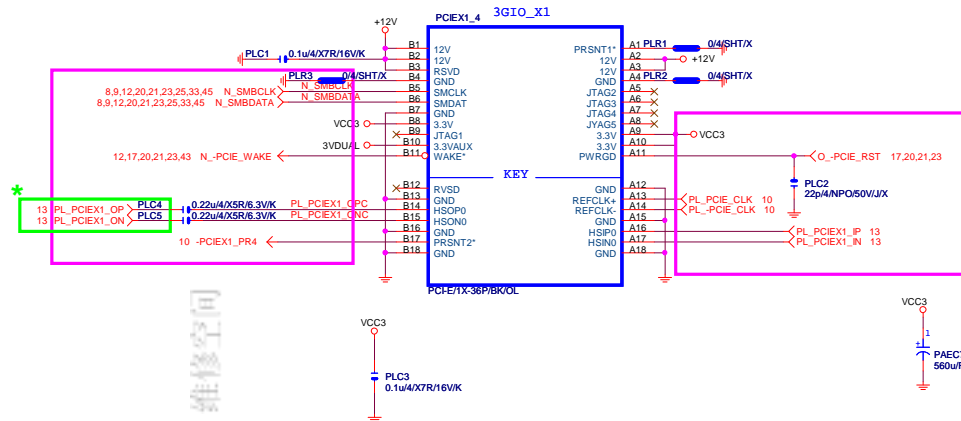 3GIO_X1
PCIEX1_4
+12V
PLC1 0.1u/4/X7R/16V/K
B1 12V
B2 12V
B3 RSVD
B4 GND
B5 SMCLK
B6 SMDAT
B7 GND
B8 3.3V
B9 JTAG1
B10 3.3VAUX
B11 WAKE*
KEY
B12 RVSD
B13 GND
B14 HSOP0
B15 HSON0
B16 GND
B17 PRSNT2*
B18 GND
PRSNT1* A1
12V A2
12V A3
GND A4
JTAG2 A5
JTAG3 A6
JTAG4 A7
JYAG5 A8
3.3V A9
3.3V A10
PWRGD A11
GND A12
REFCLK+ A13
REFCLK- A14
GND A15
HSIP0 A16
HSIN0 A17
GND A18
PLR1 0/4/SHT/X
+12V
PLR2 0/4/SHT/X
PLR3 0/4/SHT/X
8,9,12,20,21,23,25,33,45 N_SMBCLK N_SMBCLK
8,9,12,20,21,23,25,33,45 N_SMBDATA N_SMBDATA
VCC3
3VDUAL
12,17,20,21,23,43 N_-PCIE_WAKE
*
13 PL_PCIEX1_OP PLC4 0.22u/4/X5R/6.3V/K PL_PCIEX1_OPC
13 PL_PCIEX1_ON PLC5 0.22u/4/X5R/6.3V/K PL_PCIEX1_ONC
10 -PCIEX1_PR4
VCC3
O_-PCIE_RST 17,20,21,23
PLC2
22p/4/NPO/50V/J/X
PL_PCIE_CLK 10
PL_-PCIE_CLK 10
PL_PCIEX1_IP 13
PL_PCIEX1_IN 13
PCI-E/1X-36P/BK/OL
维修空间
VCC3
PLC3
0.1u/4/X7R/16V/K
VCC3
1
+
PAEC
560u/